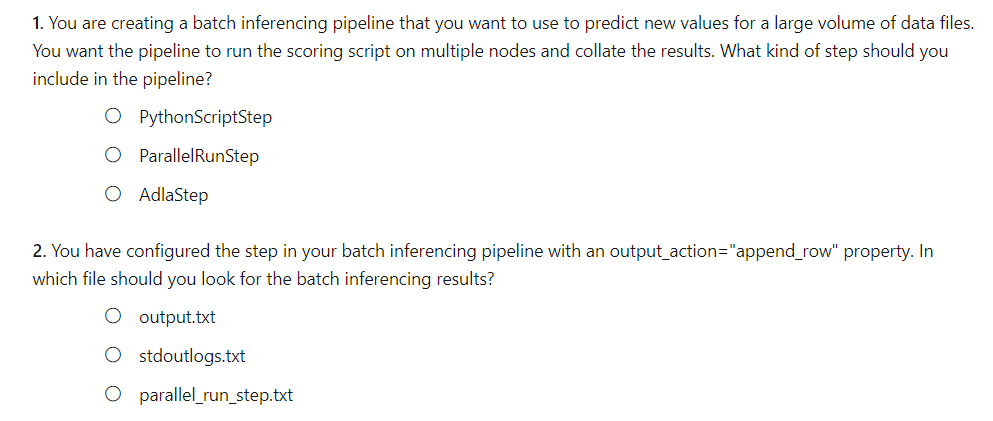 1. You are creating a batch inferencing pipeline that you want to use to predict new values for a large volume of data files.
You want the pipeline to run the scoring script on multiple nodes and collate the results. What kind of step should you
include in the pipeline?
PythonScriptStep
ParallelRunStep
AdlaStep
2. You have configured the step in your batch inferencing pipeline with an output_action="append_row" property. In
which file should you look for the batch inferencing results?
output.txt
stdoutlogs.txt
parallel_run_step.txt